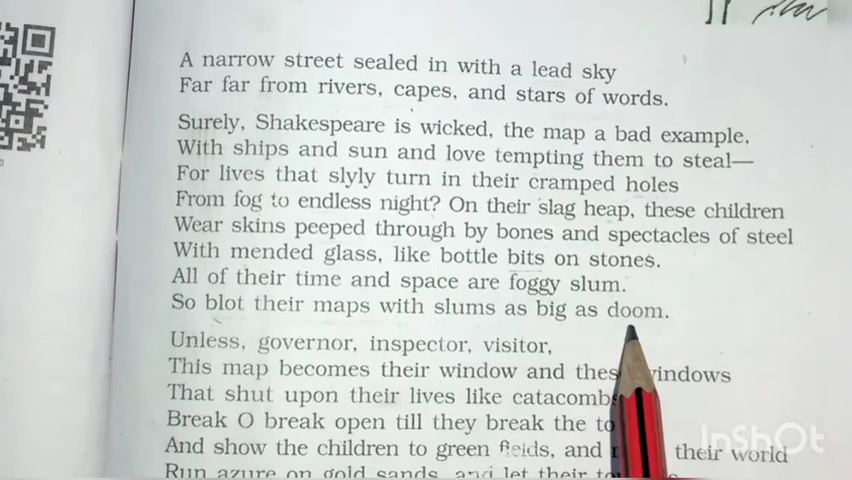 A narrow street sealed in with a lead sky
Far far from rivers, capes, and stars of words.
Surely, Shakespeare is wicked, the map a bad example,
With ships and sun and love tempting them to steal—
For lives that slyly turn in their cramped holes
From fog to endless night? On their slag heap, these children
Wear skins peeped through by bones and spectacles of steel
With mended glass, like bottle bits on stones.
All of their time and space are foggy slum.
So blot their maps with slums as big as doom.
Unless, governor, inspector, visitor,
This map becomes their window and windows
That shut upon their lives like catacombs
Break O break open till they break the
And show the children to green fields, and their world
Run azure on gold sands, and let their
InShOt